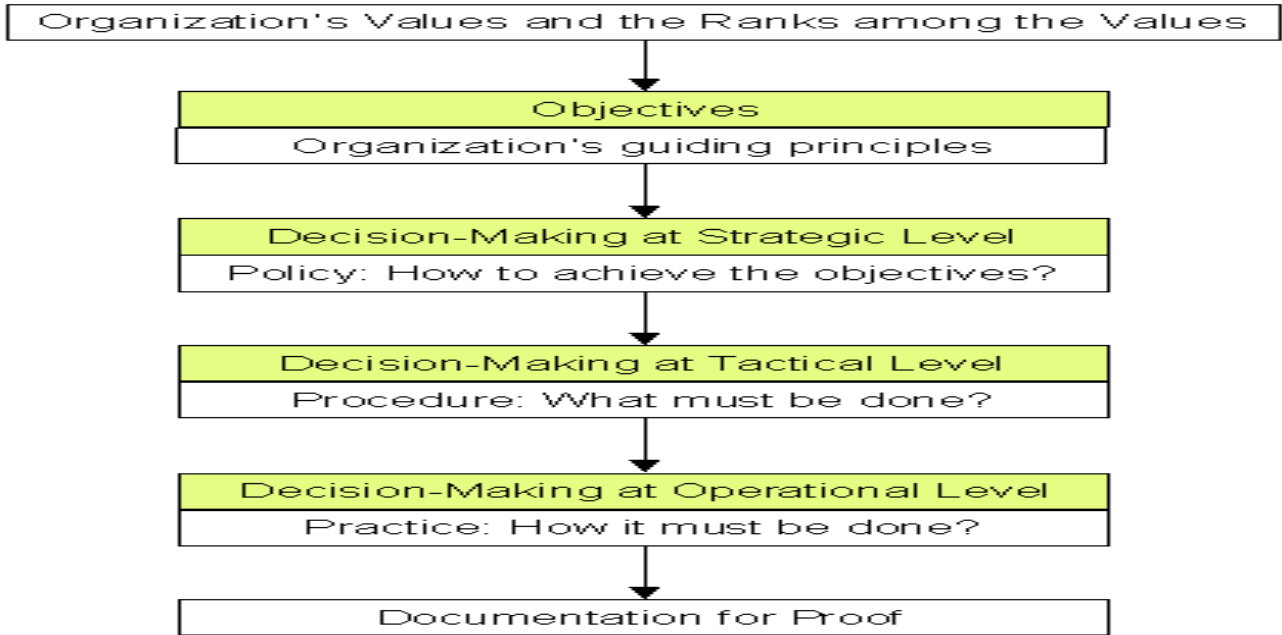 Organization's Values and the Ranks among the Values
Objectives
Organization's guiding principles
Decision-Making at Strategic Level
Policy: How to achieve the objectives?
Decision-Making at Tactical Level
Procedure: What must be done?
Decision-Making at Operational Level
Practice: How it must be done?
Documentation for Proof